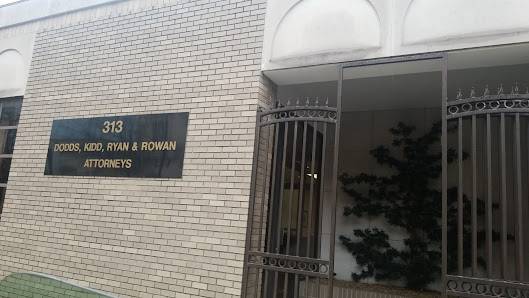 313
DODDS, KIDD, RYAN & ROWAN
ATTORNEYS